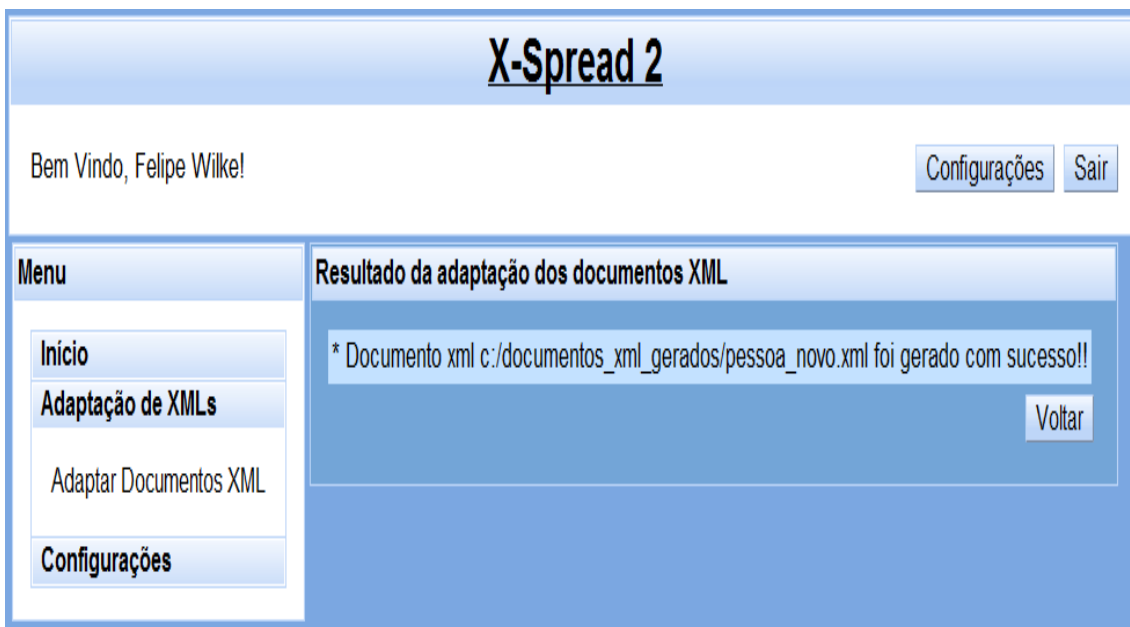 X-Spread 2
Bem Vindo, Felipe Wilke!
Configurações
Sair
Menu
Início
Adaptação de XMLs
Adaptar Documentos XML
Configurações
Resultado da adaptação dos documentos XML
* Documento xml c:/documentos_xml_gerados/pessoa_novo.xml foi gerado com sucesso!!
Voltar